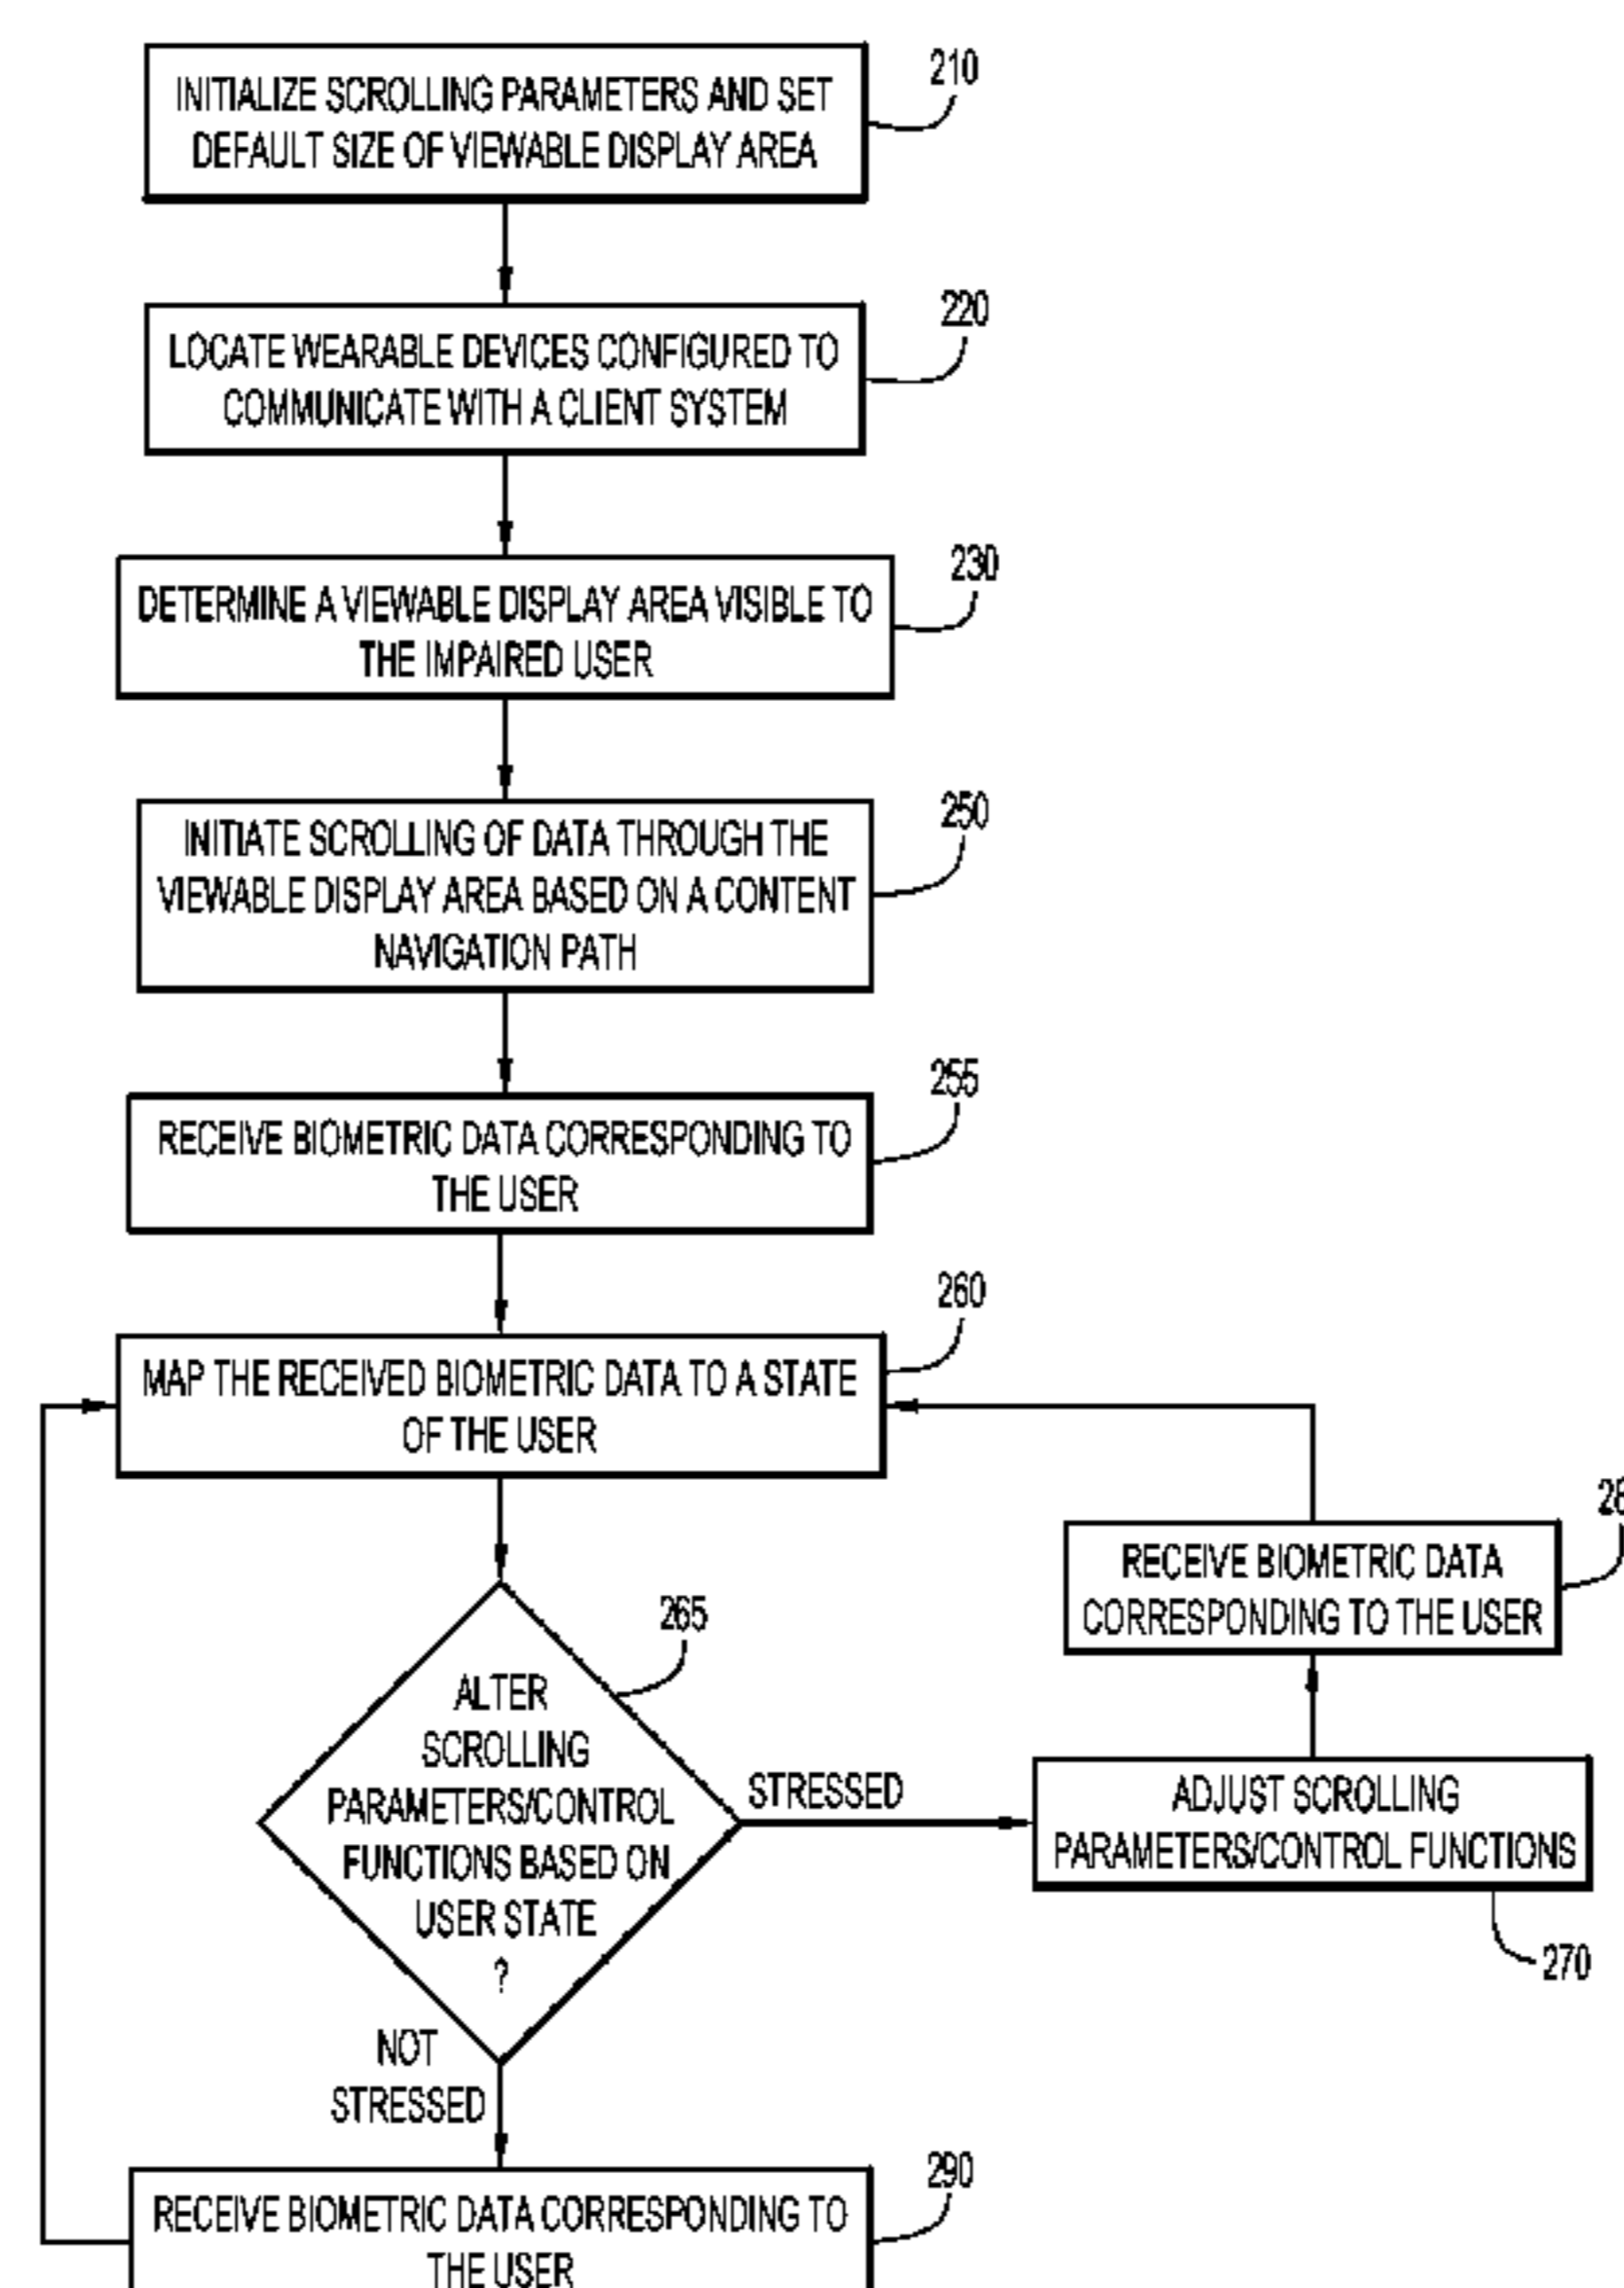 210
INITIALIZE SCROLLING PARAMETERS AND SET
DEFAULT SIZE OF VIEWABLE DISPLAY AREA
220
LOCATE WEARABLE DEVICES CONFIGURED TO
COMMUNICATE WITH A CLIENT SYSTEM
230
DETERMINE A VIEWABLE DISPLAY AREA VISIBLE TO
THE IMPAIRED USER
250
INITIATE SCROLLING OF DATA THROUGH THE
VIEWABLE DISPLAY AREA BASED ON A CONTENT
NAVIGATION PATH
255
RECEIVE BIOMETRIC DATA CORRESPONDING TO
THE USER
260
MAP THE RECEIVED BIOMETRIC DATA TO A STATE
OF THE USER
RECEIVE BIOMETRIC DATA
CORRESPONDING TO THE USER
265
ALTER
SCROLLING
PARAMETERS/CONTROL
FUNCTIONS BASED ON
USER STATE
?
STRESSED
ADJUST SCROLLING
PARAMETERS/CONTROL FUNCTIONS
270
NOT
STRESSED
290
RECEIVE BIOMETRIC DATA CORRESPONDING TO
THE USER